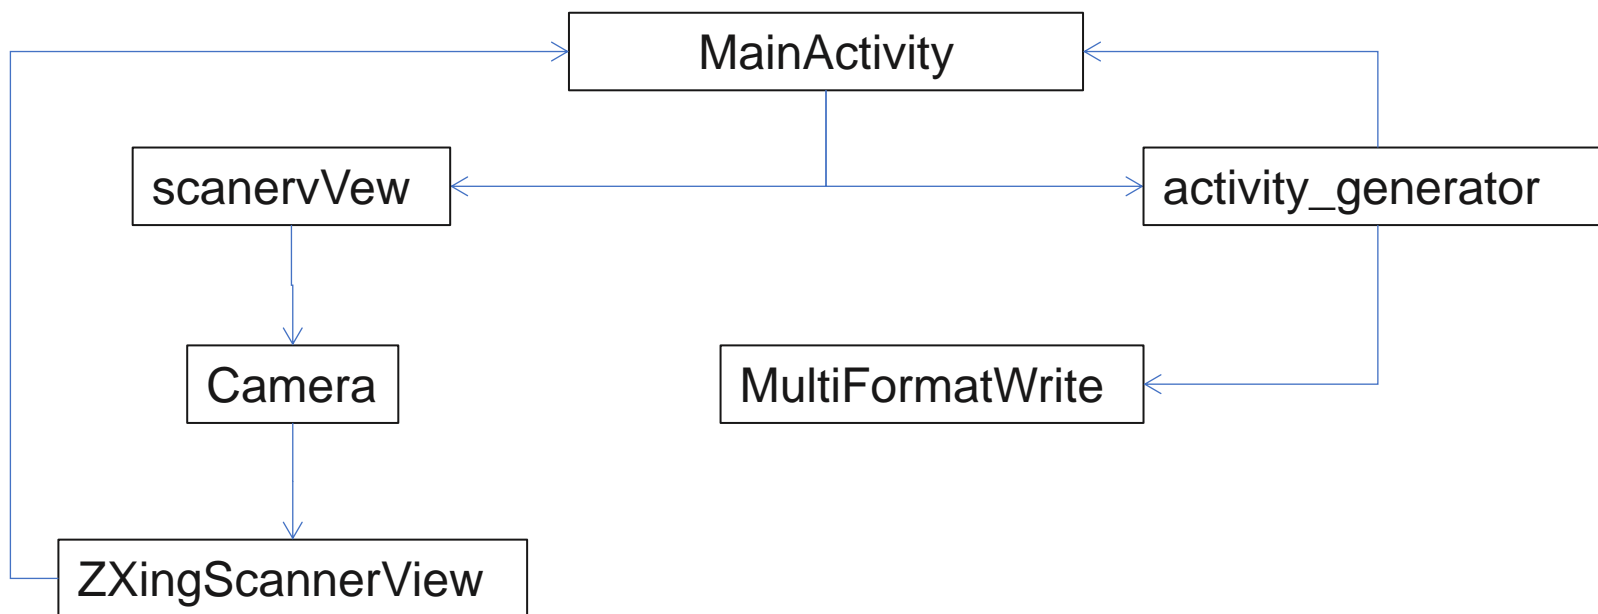 MainActivity
scanervVew
activity_generator
Camera
MultiFormatWrite
ZXingScannerView